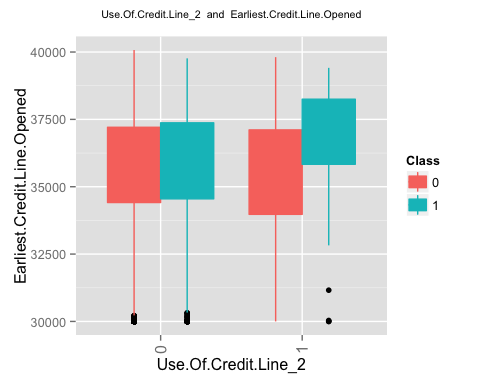 Use.Of.Credit.Line_2 and Earliest.Credit.Line.Opened
40000
37500
35000
32500
30000
Earliest.Credit.Line.Opened
0
1
Use.Of.Credit.Line_2
Class
0
1